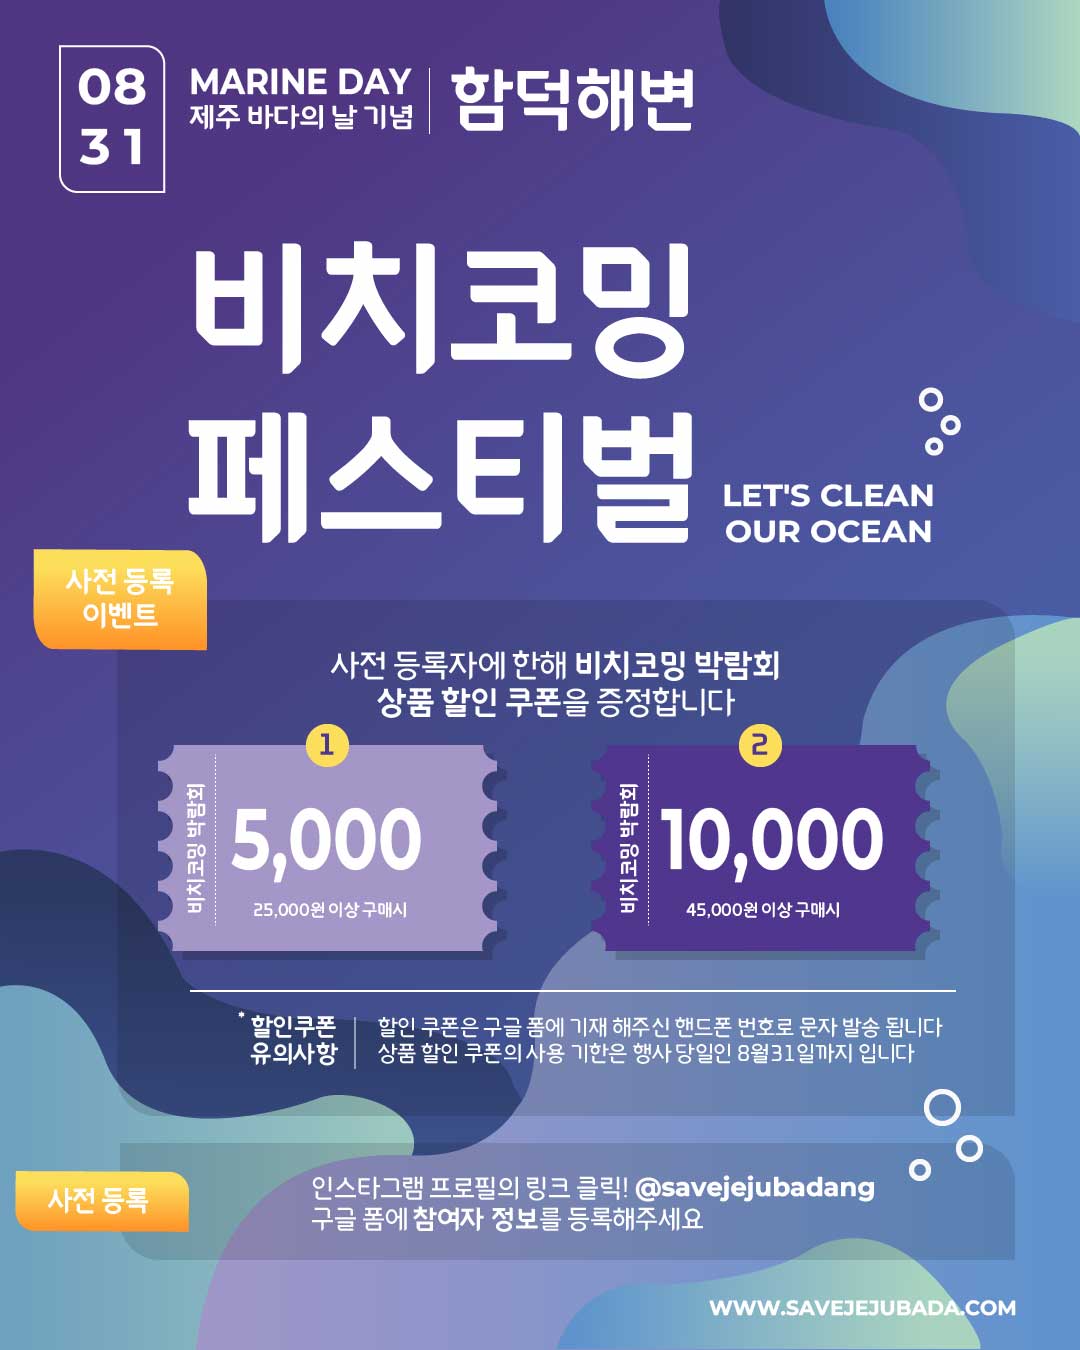 08
31
MARINE DAY
제주 바다의 날 기념
함덕해변
비치코밍
페스티벌
LET'S CLEAN
OUR OCEAN
사전 등록
이벤트
사전 등록자에 한해 비치코밍 박람회
상품 할인 쿠폰을 증정합니다
1
비치코밍 박람회
5,000
25,000원 이상 구매시
2
비치코밍 박람회
10,000
45,000원 이상 구매시
* 할인쿠폰
유의사항
할인 쿠폰은 구글 폼에 기재 해주신 핸드폰 번호로 문자 발송 됩니다
상품 할인 쿠폰의 사용 기한은 행사 당일인 8월31일까지 입니다
사전 등록
인스타그램 프로필의 링크 클릭! @savejejubadang
구글 폼에 참여자 정보를 등록해주세요
WWW.SAVEJEJUBADA.COM